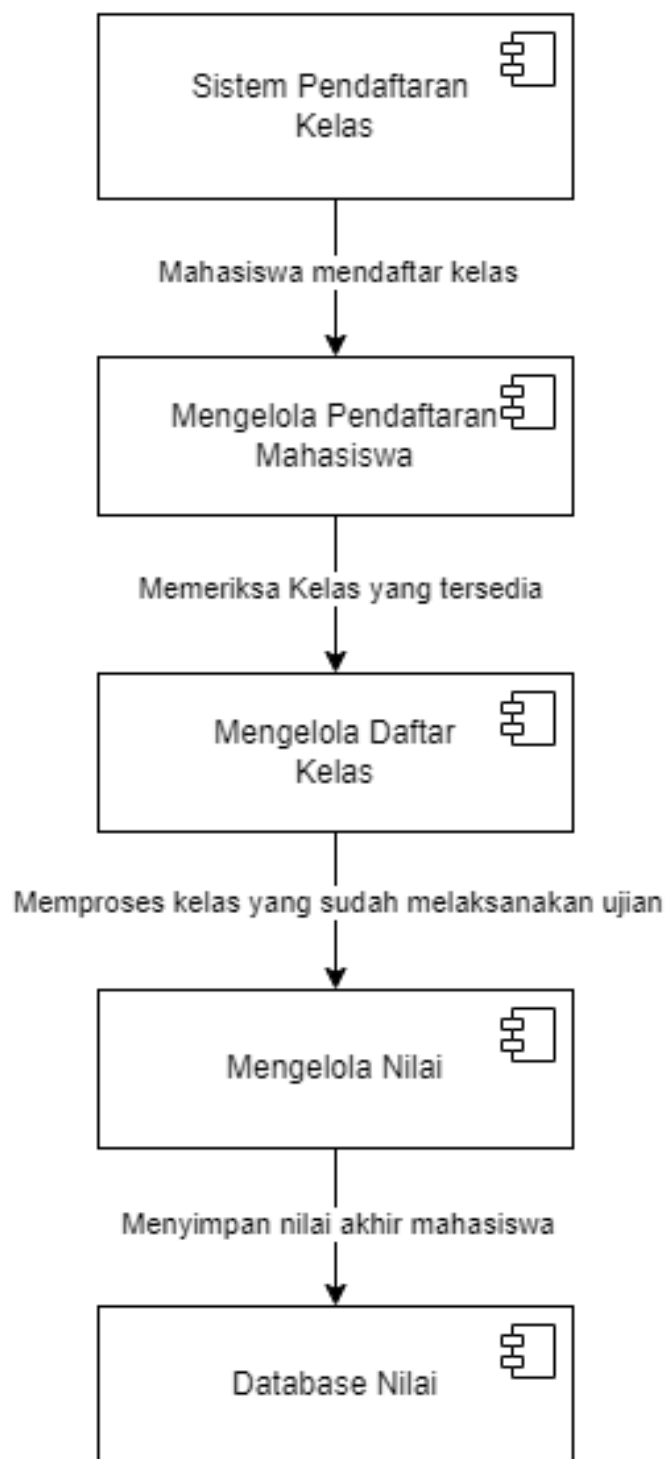 Sistem Pendaftaran
Kelas
Mahasiswa mendaftar kelas
Mengelola Pendaftaran
Mahasiswa
Memeriksa Kelas yang tersedia
Mengelola Daftar
Kelas
Memproses kelas yang sudah melaksanakan ujian
Mengelola Nilai
Menyimpan nilai akhir mahasiswa
Database Nilai